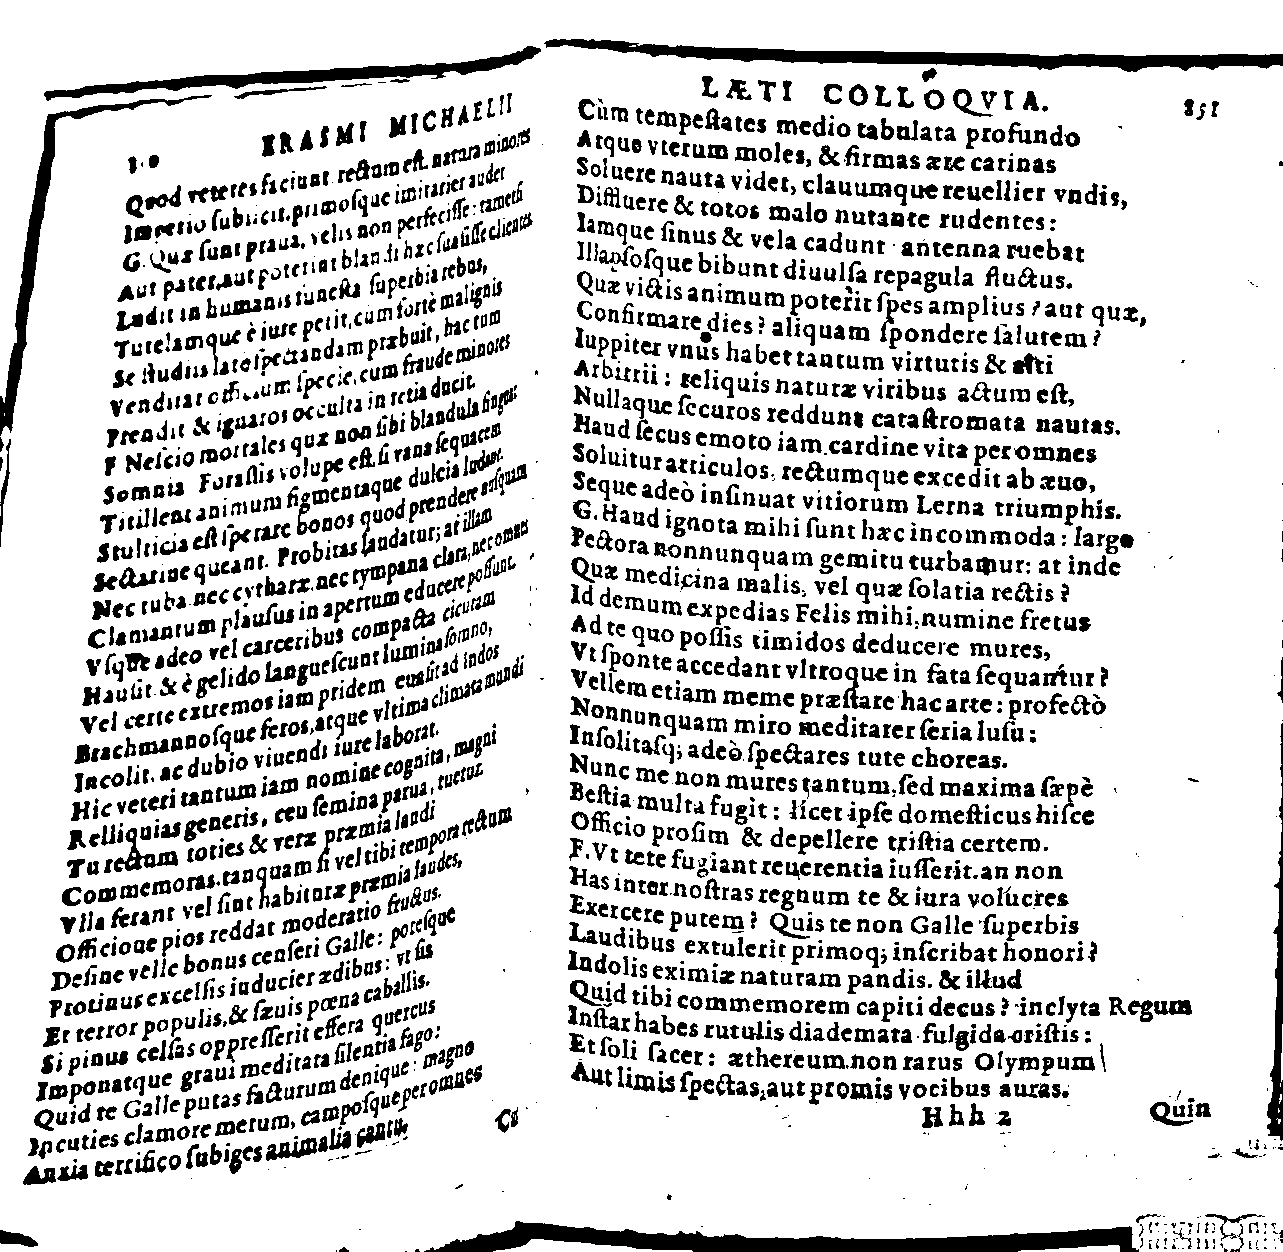 ERASMI MICHAELII
Quod veteres faciunt rectum est. natura minores
Imperio subiicit, primosque imitarier audet
G. Quæ sunt praua, velis non perfecisse: tametsi
Aut pater, aut poterint blandi hæc suasisse clientes
Ludit in humanis funesta superbia rebus,
Tutelamque è iure petit, cum fortè malignis
Se studiis late spectandam præbuit, hac tum
Venditat officium specie, cum fraude minores
Prendit & ignaros occulta in retia ducit.
F Nescio mortales quæ non sibi blandula fingūt
Somnia Forassis volupe est, si vana sequacem
Titillent animum figmentaque dulcia ludant.
Stulticia est sperare bonos quod prendere nusquam
Sectarine queant. Probitas laudatur; at illam
Nec tuba nec cytharæ, nec tympana clara, nec omnes
Clamantum plausus in apertum educere possunt.
Vsque adeo vel carceribus compacta cicutam
Hausit & è gelido languescunt lumina somno,
Vel certe extremos iam pridem euasit ad Indos
Brachmannosque feros, atque vltima climata mundi
Incolit, ac dubio viuendi iure laborat.
Hic veteri tantum iam nomine cognita, magni
Relliquias generis, ceu semina parua, tuetur.
Tu rectum toties & veræ præmia laudi
Commemoras, tanquam si vel tibi tempora rectum
Vlla ferant vel sint habituræ præmia laudes,
Officioue pios reddat moderatio fructus.
Desine velle bonus censeri Galle: potesque
Protinus excelsis inducier ædibus: vt sis
Et terror populis, & sæuis pœna caballis.
Si pinus celsas oppresserit effera quercus
Imponatque graui meditata silentia fago:
Quid te Galle putas facturum denique: magno
Incuties clamore metum, camposque per omnes
Anxia terrifico subiges animalia cantu.
LÆTI COLLOQVIA. 851
Cùm tempestates medio tabulata profundo
Atque vterum moles, & firmas ære carinas
Soluere nauta videt, clauumque reuellier vndis,
Diffluere & totos malo nutante rudentes:
Iamque sinus & vela cadunt antenna ruebat
Illapsosque bibunt diuulsa repagula fluctus.
Quæ victis animum poterit spes amplius? aut quæ,
Confirmare dies? aliquam spondere salutem?
Iuppiter vnus habet tantum virtutis &
Arbitrii: reliquis naturæ viribus actum est,
Nullaque securos reddunt catastromata nautas.
Haud secus emoto iam cardine vita per omnes
Soluitur articulos, rectumque excedit ab æuo,
Seque adeò insinuat vitiorum Lerna triumphis.
G. Haud ignota mihi sunt hæc incommoda: largo
Pectora nonnunquam gemitu turbamur: at inde
Quæ medicina malis, vel quæ solatia rectis?
Id demum expedias Felis mihi, numine fretus
Ad te quo possis timidos deducere mures,
Vt sponte accedant vltroque in fata sequantur?
Vellem etiam meme præstare hac arte: profectò
Nonnunquam miro meditarer seria lusu:
Insolitasq; adeò spectares tute choreas.
Nunc me non mures tantum, sed maxima sæpè
Bestia multa fugit: licet ipse domesticus hisce
Officio prosim & depellere tristia certem.
F. Vt tete fugiant reuerentia iusserit. an non
Has inter nostras regnum te & iura volucres
Exercere putem? Quis te non Galle superbis
Laudibus extulerit primoq; inscribat honori?
Indolis eximiæ naturam pandis. & illud
Quid tibi commemorem capiti decus? inclyta Regum
Instar habes rutulis diademata fulgida cristis:
Et soli sacer: æthereum non rarus Olympum
Aut limis spectas, aut promis vocibus auras.
Hhh 2 Quin